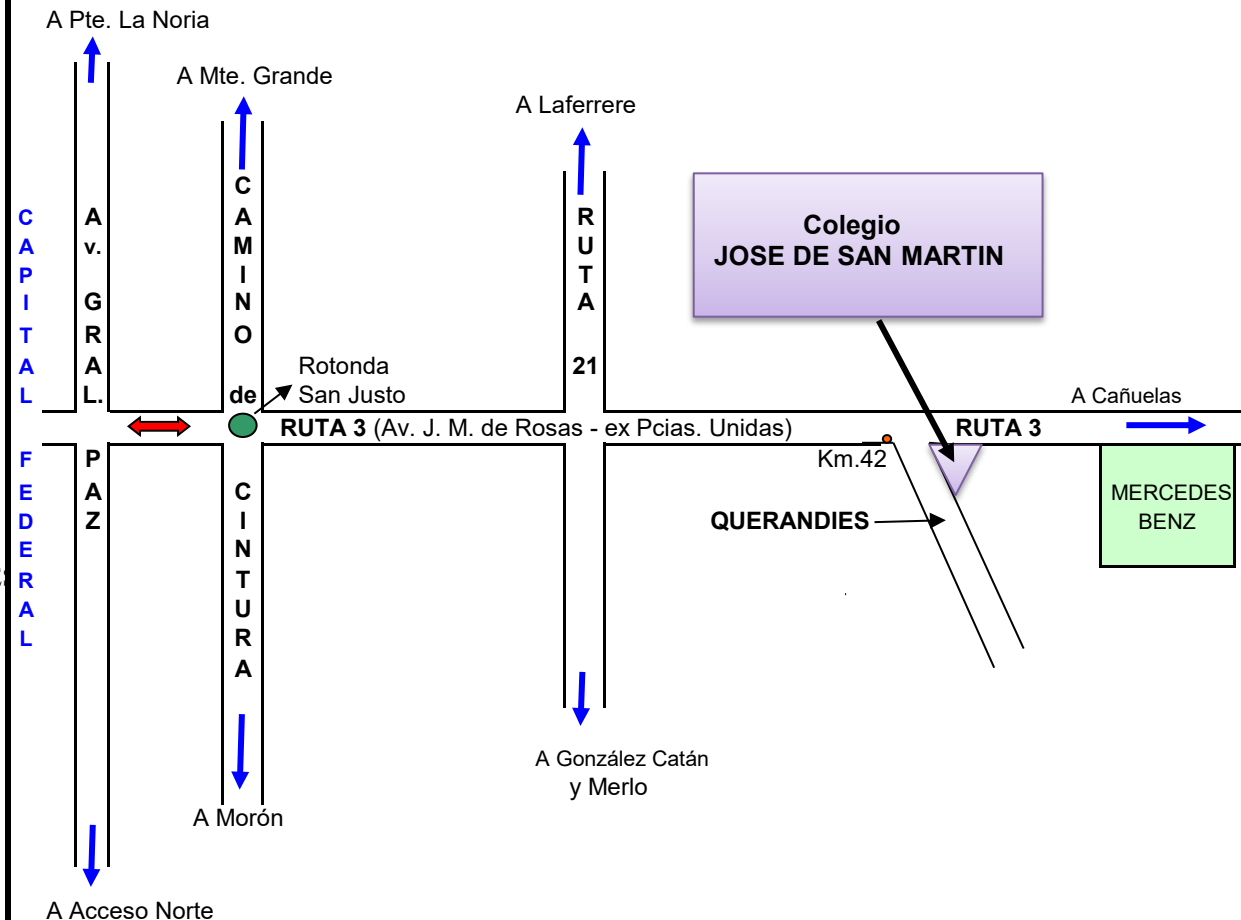 A Pte. La Noria
A Mte. Grande
A Laferrere
CAPITAL
FEDERAL
Av. GRAL.
PAZ
CAMINO
de
CINTURA
RUTA
21
Colegio
JOSE DE SAN MARTIN
Rotonda
San Justo
A Cañuelas
RUTA 3 (Av. J. M. de Rosas - ex Pcias. Unidas)
RUTA 3
Km.42
QUERANDIES
MERCEDES
BENZ
A González Catán
y Merlo
A Morón
A Acceso Norte